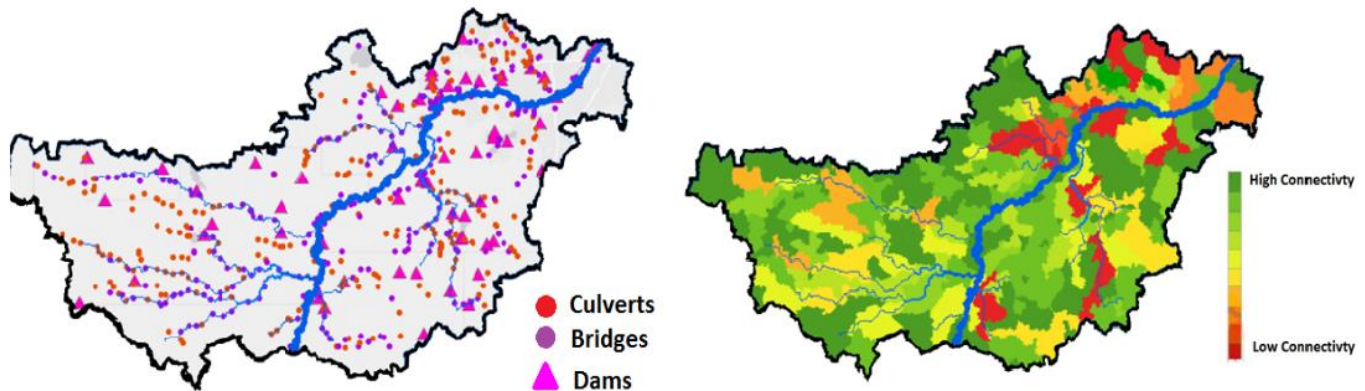 Culverts
Bridges
Dams
High Connectivty
Low Connectivty